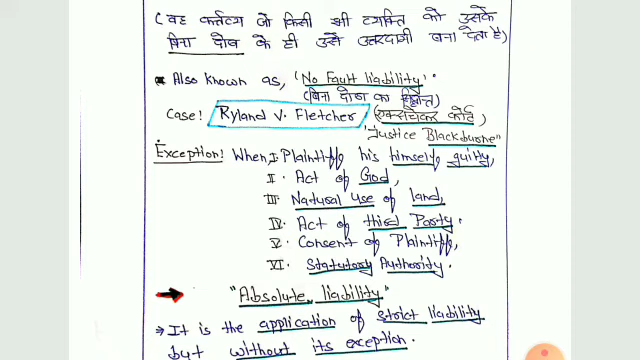 (वह कर्तव्य जो किसी भी व्यक्ति को उसके
बिना दोष के ही उसे उत्तरदायी बना देता है)
Also known as, 'No Fault liability'.
(बिना दोष का सिद्धान्त)
Case! Ryland v. Fletcher (एक्सचेकर कोर्ट)
"Justice Blackburne"
Exception! When, I. Plaintiff his himself guilty,
II. Act of God,
III. Natural use of land,
IV. Act of third Party.
V. Consent of Plaintiff,
VI. Statutory Authority.
→ "Absolute liability"
⇒ It is the application of strict liability
but without its exception.